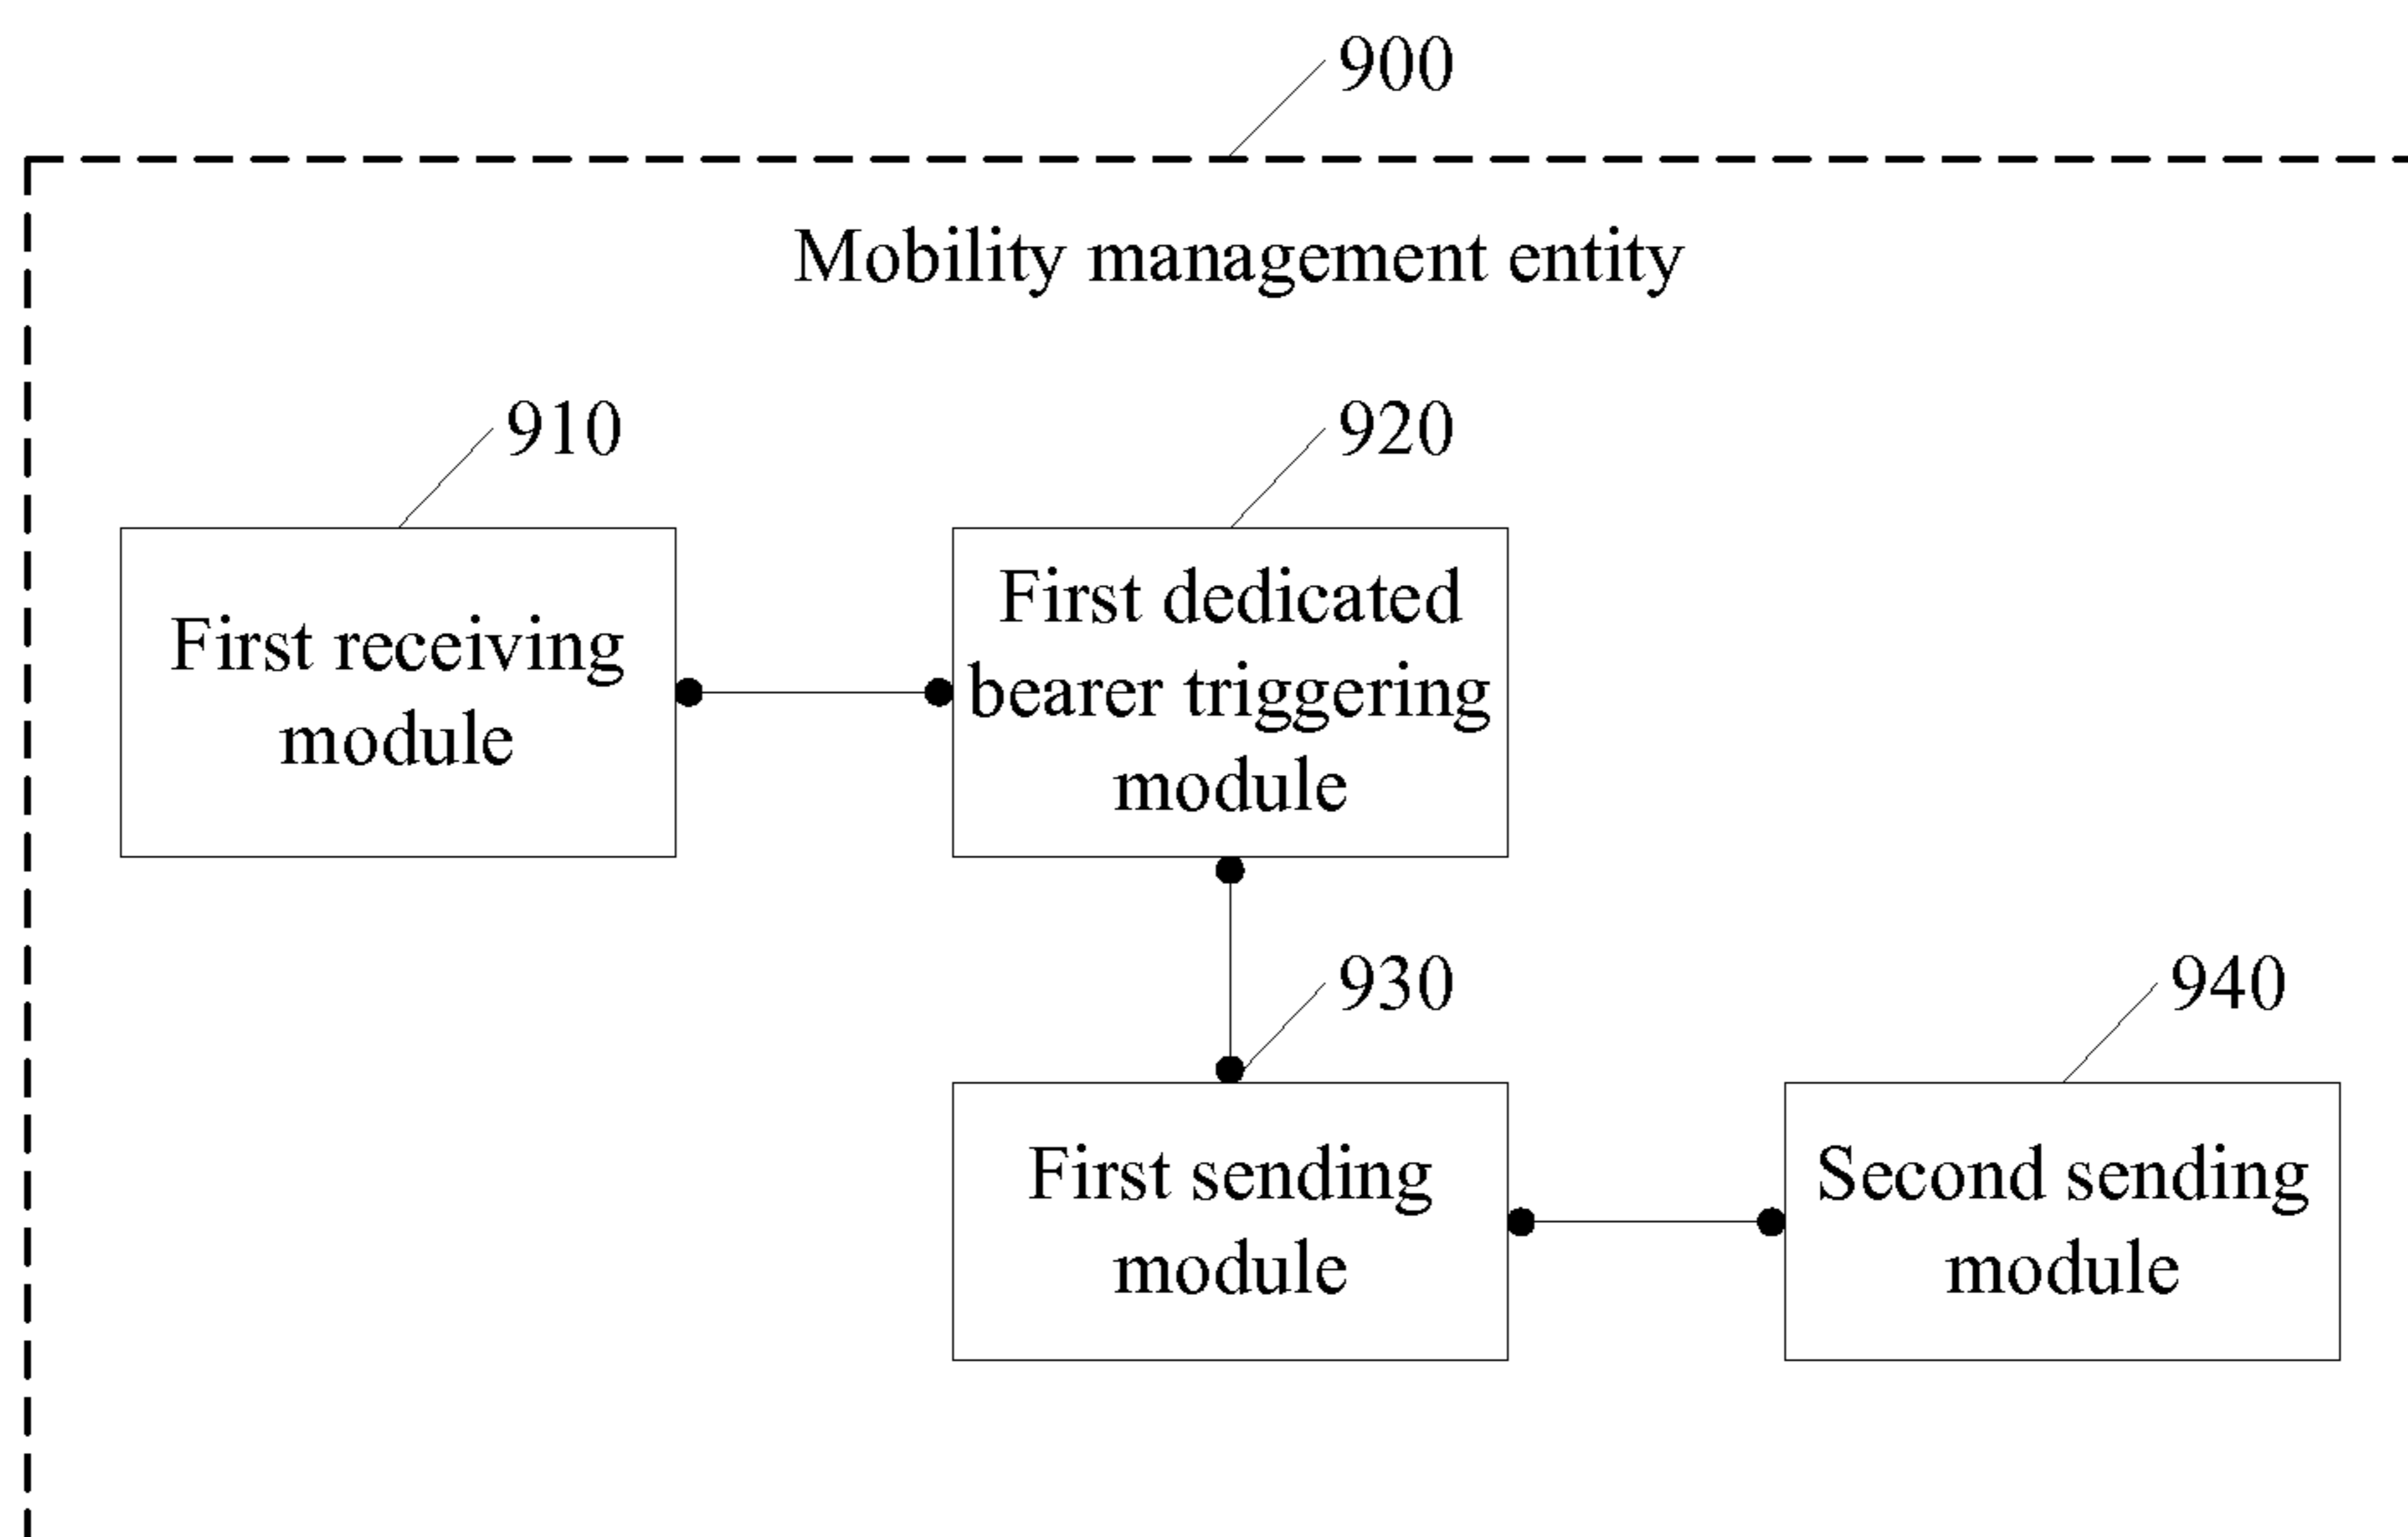 900
Mobility management entity
910
920
First receiving
module
First dedicated
bearer triggering
module
930
940
First sending
module
Second sending
module